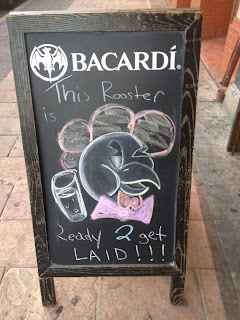 BACARDÍ
This Rooster
is
Ready 2 get
LAID!!!